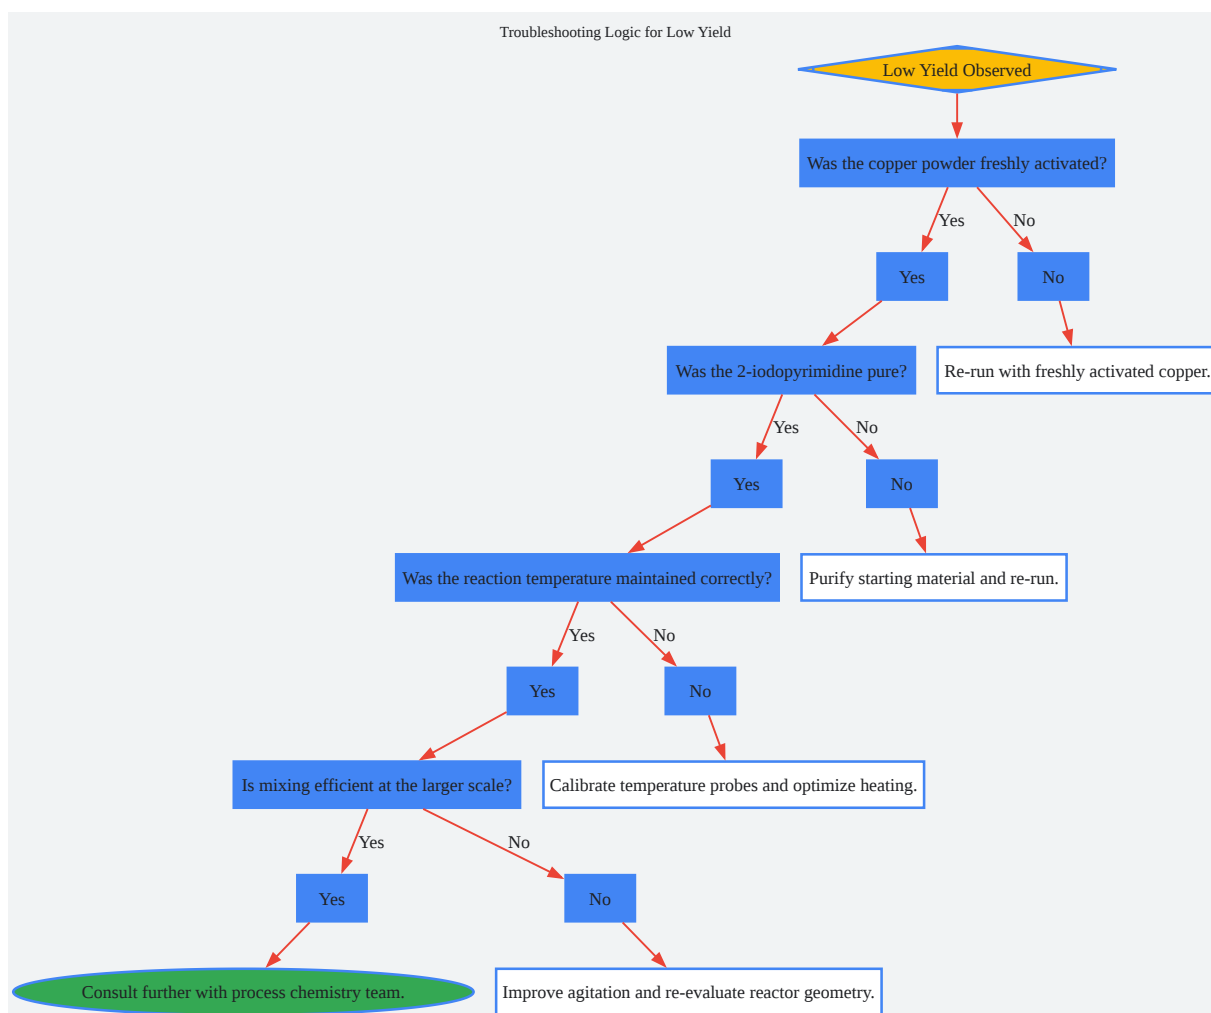 Troubleshooting Logic for Low Yield
Low Yield Observed
Was the copper powder freshly activated?
Yes
No
Yes
No
Was the 2-iodopyrimidine pure?
Re-run with freshly activated copper.
Yes
No
Yes
No
Was the reaction temperature maintained correctly?
Purify starting material and re-run.
Yes
No
Yes
No
Is mixing efficient at the larger scale?
Calibrate temperature probes and optimize heating.
Yes
No
Yes
No
Consult further with process chemistry team.
Improve agitation and re-evaluate reactor geometry.